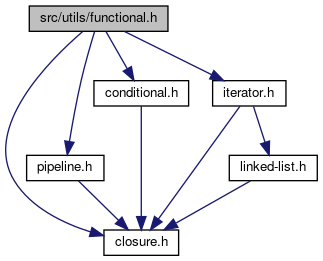 src/utils/functional.h
conditional.h
iterator.h
pipeline.h
linked-list.h
closure.h